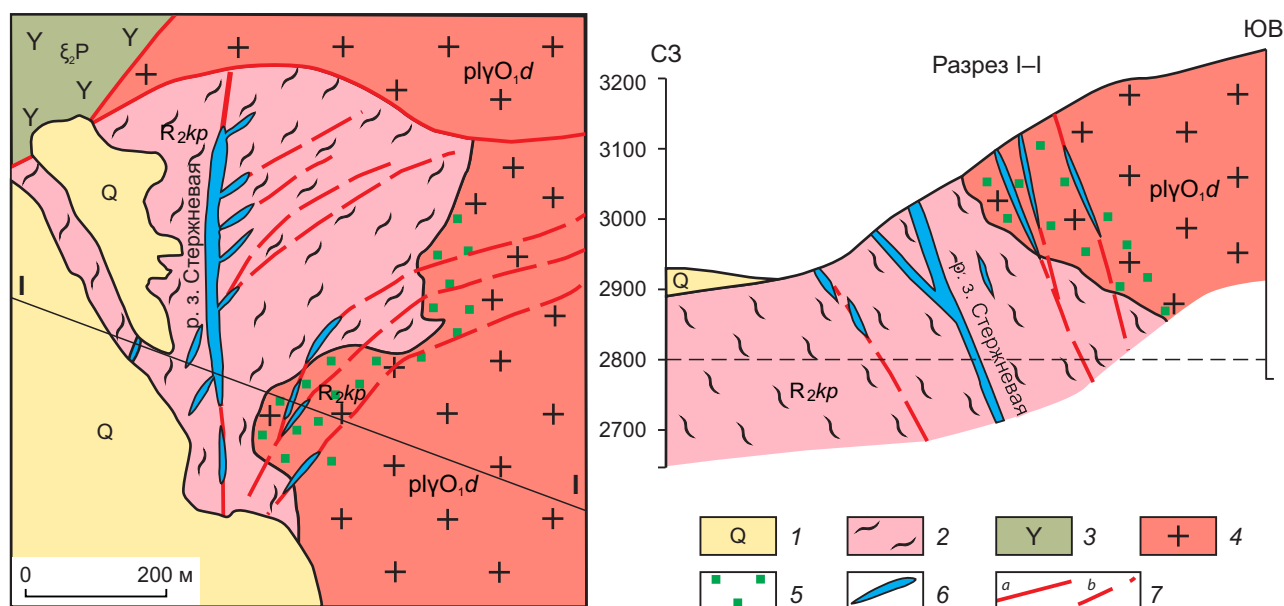 ξ₂P
Y
Y
Y
Y
Y
plγO₁d
R₂kp
Q
р. з. Стержневая
I
R₂kp
Q
plγO₁d
I
0 200 м
СЗ
ЮВ
Разрез I–I
3200
3100
3000
2900
2800
2700
plγO₁d
Q
р. з. Стержневая
R₂kp
Q 1
2
Y 3
4
5
6
a b 7